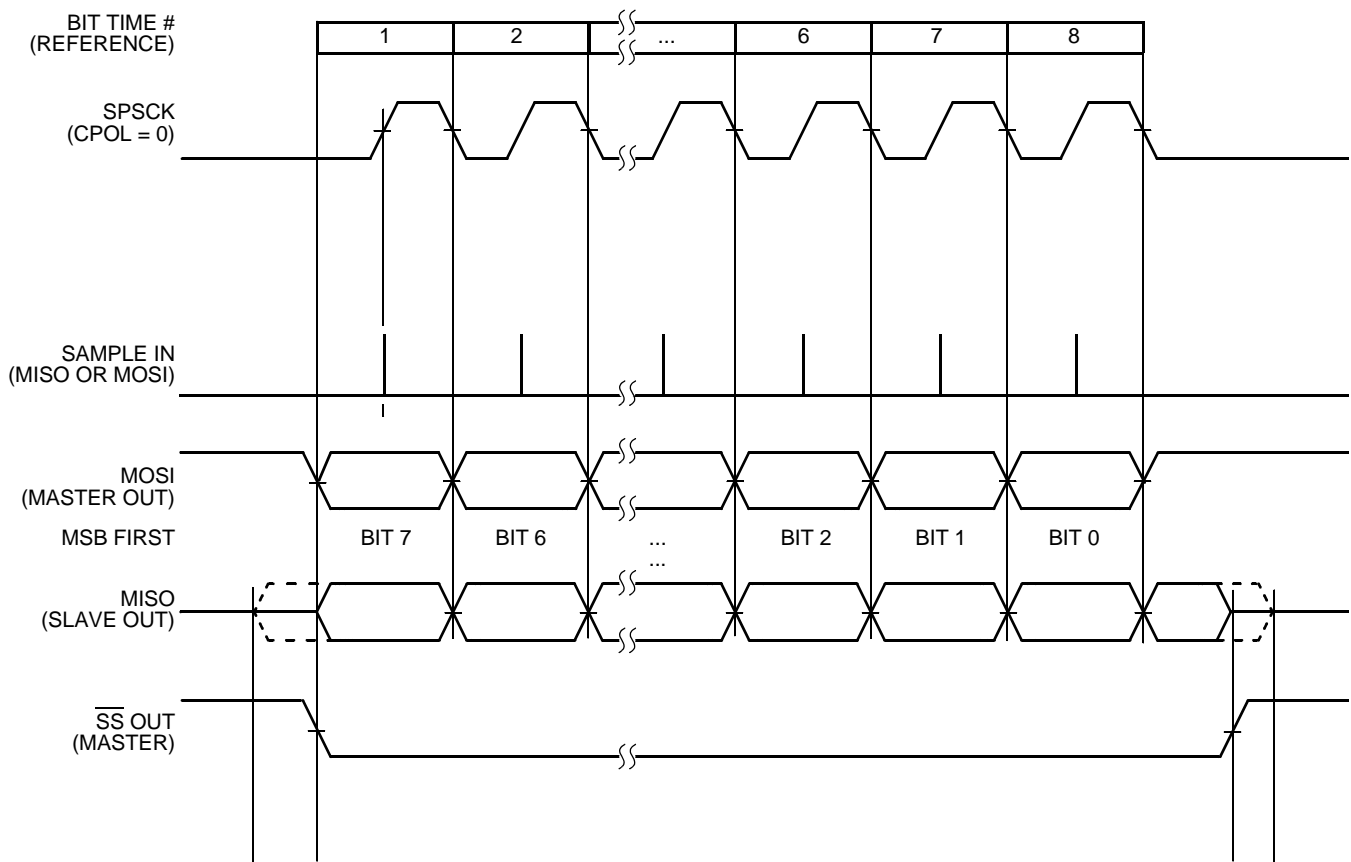 BIT TIME #
(REFERENCE)
1 2 ... 6 7 8
SPSCK
(CPOL = 0)
SAMPLE IN
(MISO OR MOSI)
MOSI
(MASTER OUT)
MSB FIRST BIT 7 BIT 6 ... BIT 2 BIT 1 BIT 0
...
MISO
(SLAVE OUT)
S̅S̅ OUT
(MASTER)